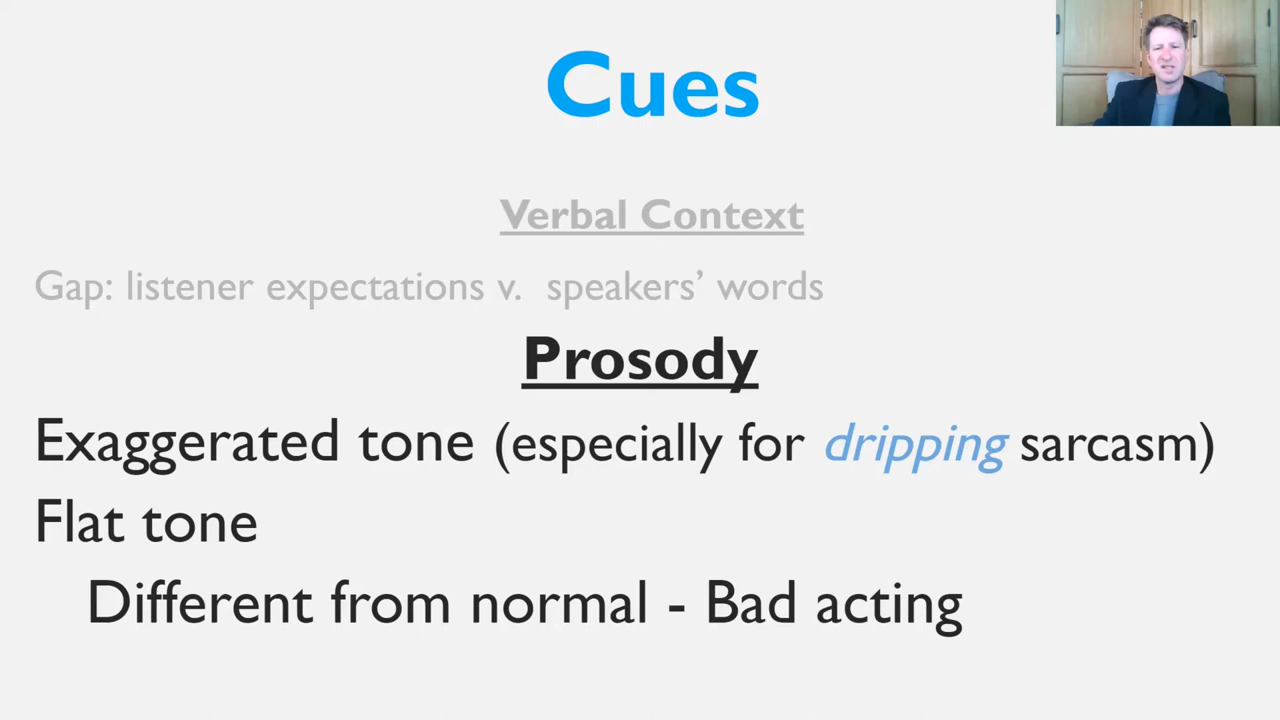 Cues
Verbal Context
Gap: listener expectations v. speakers’ words
Prosody
Exaggerated tone (especially for dripping sarcasm)
Flat tone
Different from normal - Bad acting